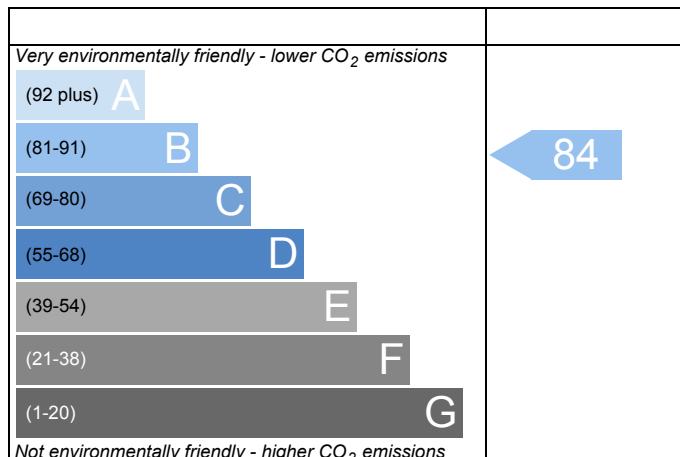 Very environmentally friendly - lower CO₂ emissions
(92 plus) A
(81-91) B
84
(69-80) C
(55-68) D
(39-54) E
(21-38) F
(1-20) G
Not environmentally friendly - higher CO₂ emissions